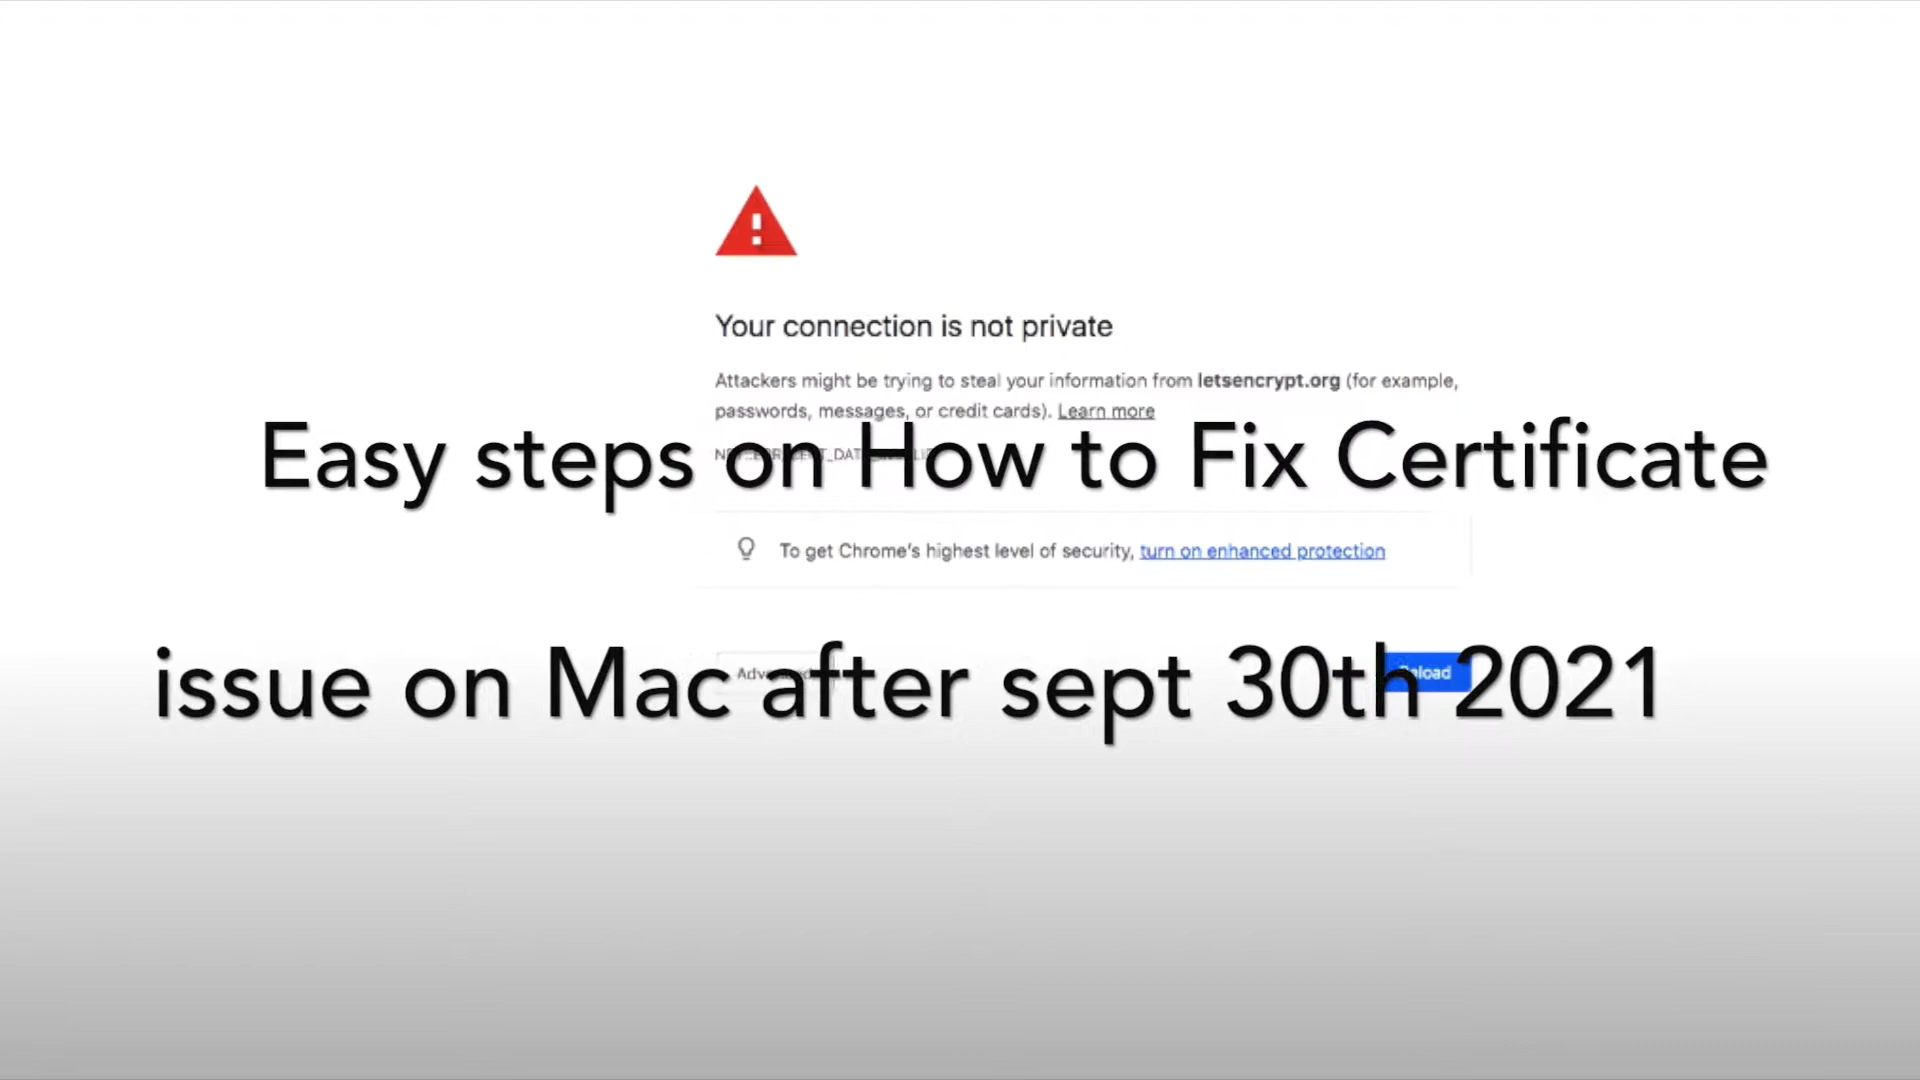 Your connection is not private
Attackers might be trying to steal your information from letsencrypt.org (for example,
passwords, messages, or credit cards). Learn more
Easy steps on How to Fix Certificate
To get Chrome's highest level of security, turn on enhanced protection
issue on Mac after sept 30th 2021